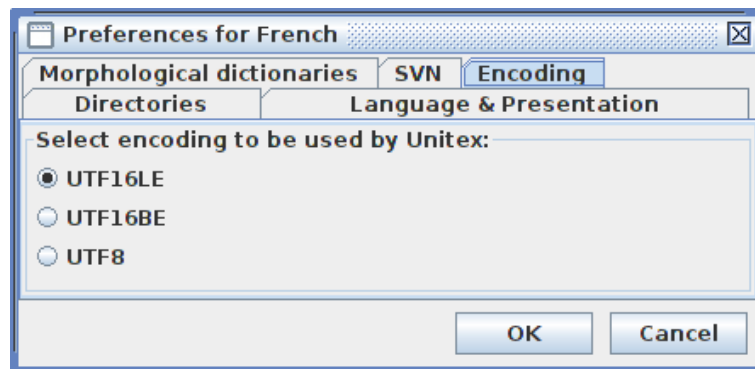 Preferences for French
Morphological dictionaries SVN Encoding
Directories Language & Presentation
Select encoding to be used by Unitex:
UTF16LE
UTF16BE
UTF8
OK Cancel